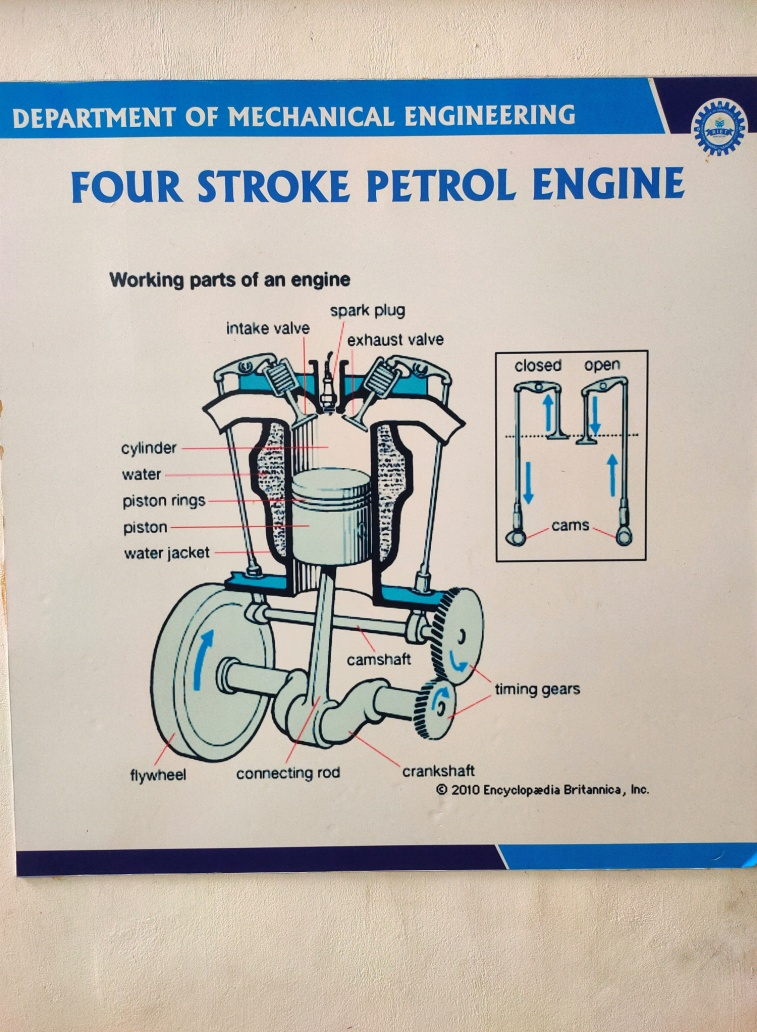 DEPARTMENT OF MECHANICAL ENGINEERING
FOUR STROKE PETROL ENGINE
Working parts of an engine
spark plug
intake valve
exhaust valve
closed open
cylinder
water
piston rings
piston
water jacket
cams
camshaft
timing gears
flywheel
connecting rod
crankshaft
© 2010 Encyclopædia Britannica, Inc.